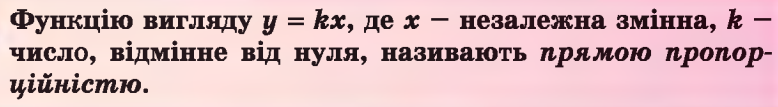 Функцію вигляду y = kx, де x − незалежна змінна, k −
число, відмінне від нуля, називають прямою пропор-
ційністю.